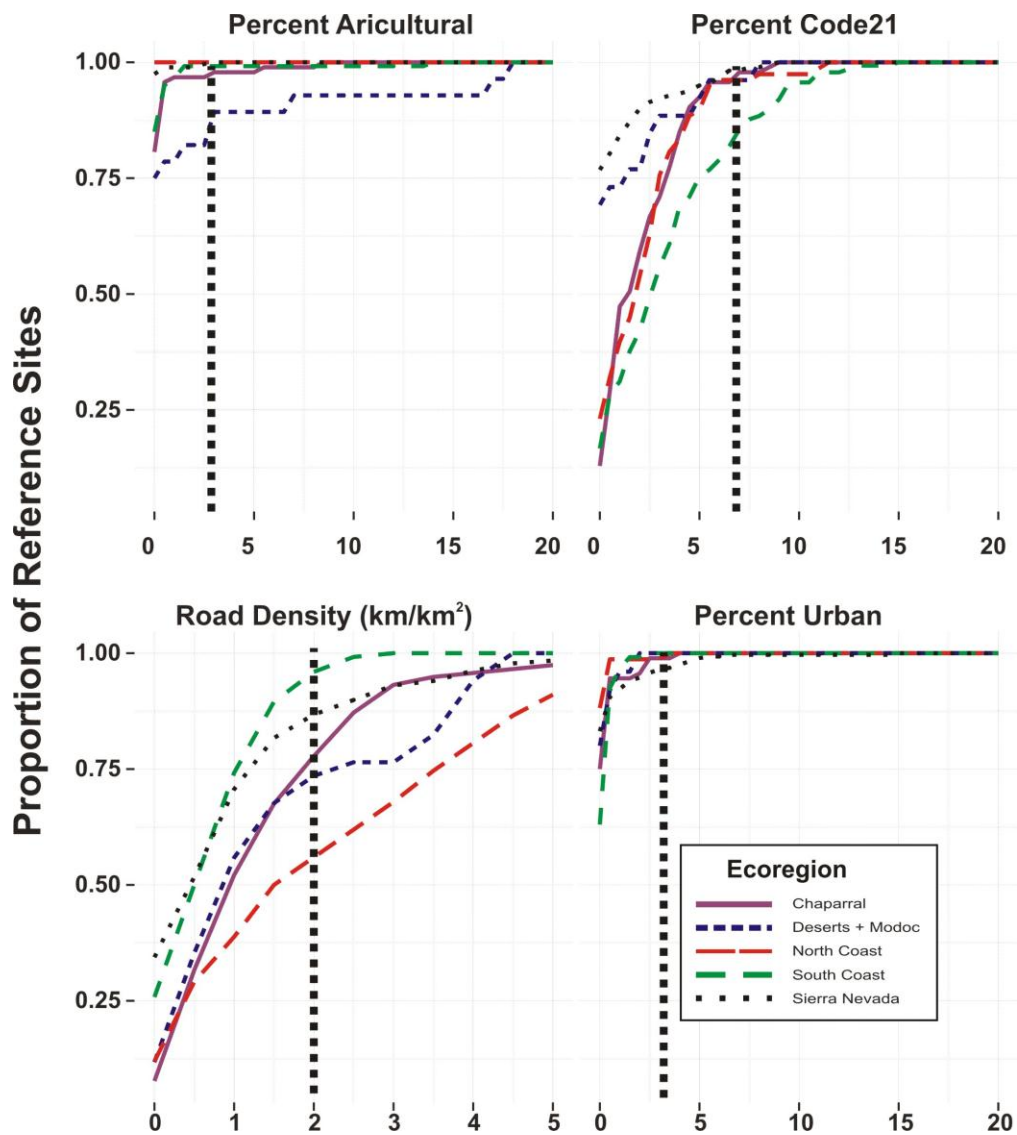 Proportion of Reference Sites
Percent Aricultural
1.00
0.75
0.50
0.25
0 5 10 15 20
Percent Code21
0 5 10 15 20
Road Density (km/km²)
1.00
0.75
0.50
0.25
0 1 2 3 4 5
Percent Urban
0 5 10 15 20
Ecoregion
Chaparral
Deserts + Modoc
North Coast
South Coast
Sierra Nevada